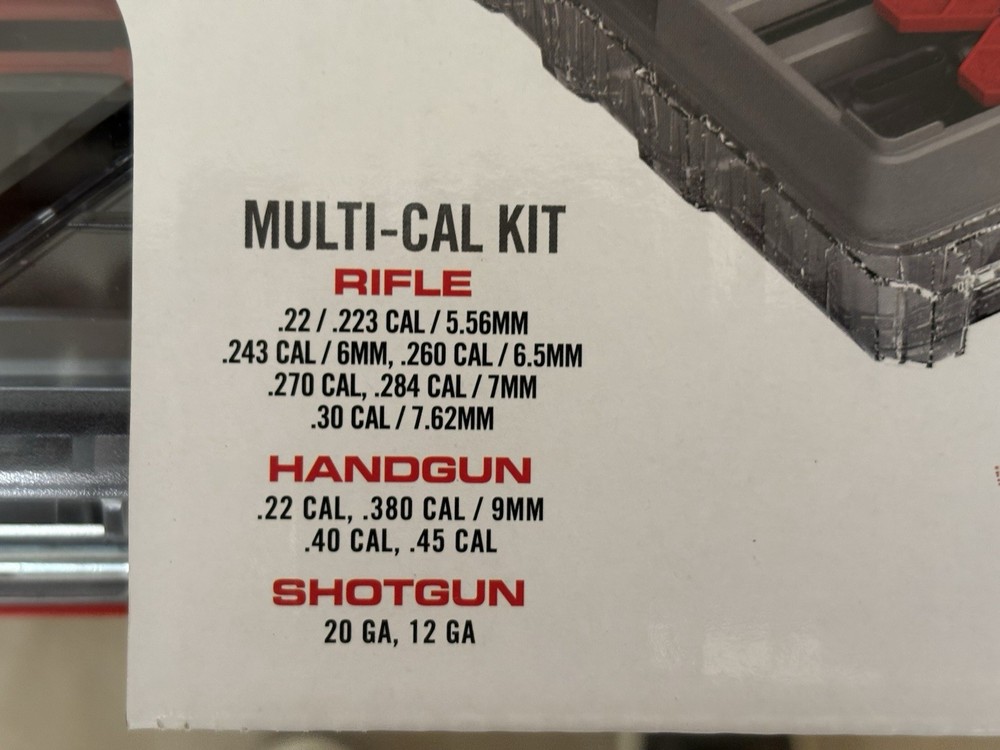 MULTI-CAL KIT
RIFLE
.22 / .223 CAL / 5.56MM
.243 CAL / 6MM, .260 CAL / 6.5MM
.270 CAL, .284 CAL / 7MM
.30 CAL / 7.62MM
HANDGUN
.22 CAL, .380 CAL / 9MM
.40 CAL, .45 CAL
SHOTGUN
20 GA, 12 GA